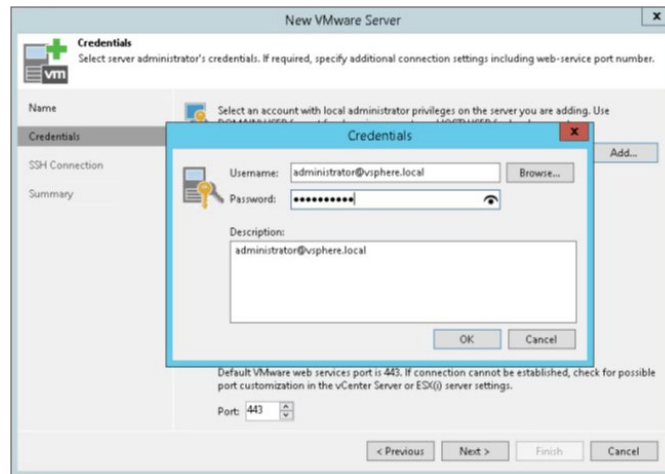 New VMware Server
x
Credentials
Select server administrator's credentials. If required, specify additional connection settings including web-service port number.
vm
Name
Credentials
SSH Connection
Summary
Select an account with local administrator privileges on the server you are adding. Use
Add...
Credentials
x
Username:
administrator@vsphere.local
Browse...
Password:
••••••••••
Description:
administrator@vsphere.local
OK
Cancel
Default VMware web services port is 443. If connection cannot be established, check for possible
port customization in the vCenter Server or ESX(i) server settings.
Port: 443
< Previous
Next >
Finish
Cancel